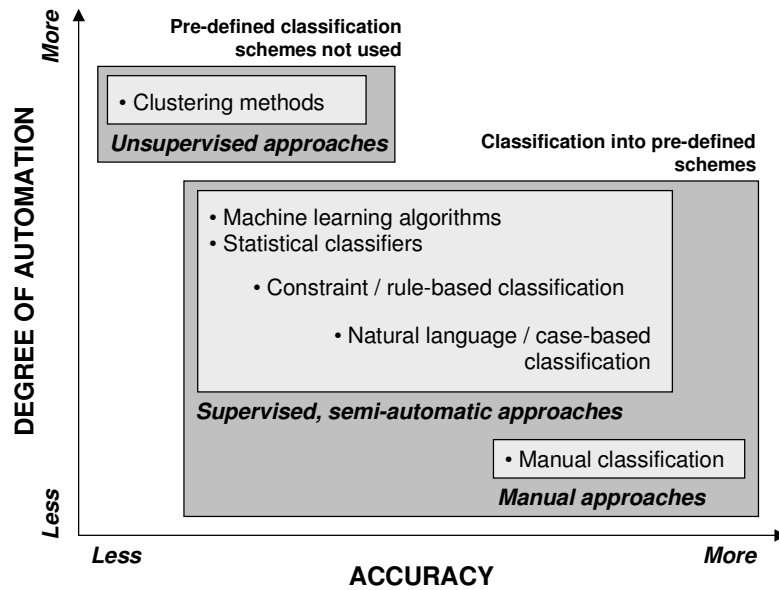 Pre-defined classification
schemes not used
• Clustering methods
Unsupervised approaches
Classification into pre-defined
schemes
• Machine learning algorithms
• Statistical classifiers
• Constraint / rule-based classification
• Natural language / case-based
classification
Supervised, semi-automatic approaches
• Manual classification
Manual approaches
More
DEGREE OF AUTOMATION
Less
Less
More
ACCURACY